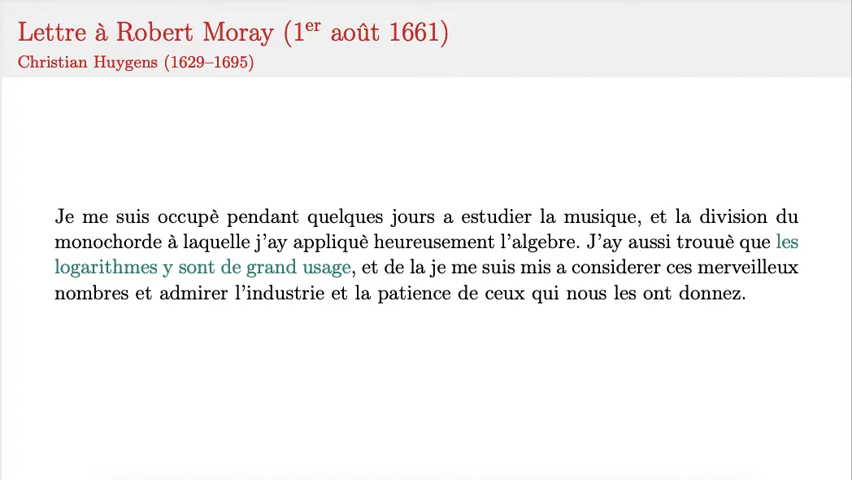 Lettre à Robert Moray (1er août 1661)
Christian Huygens (1629–1695)
Je me suis occupè pendant quelques jours a estudier la musique, et la division du
monochorde à laquelle j'ay appliquè heureusement l'algebre. J'ay aussi trouuè que les
logarithmes y sont de grand usage, et de la je me suis mis a considerer ces merveilleux
nombres et admirer l'industrie et la patience de ceux qui nous les ont donnez.